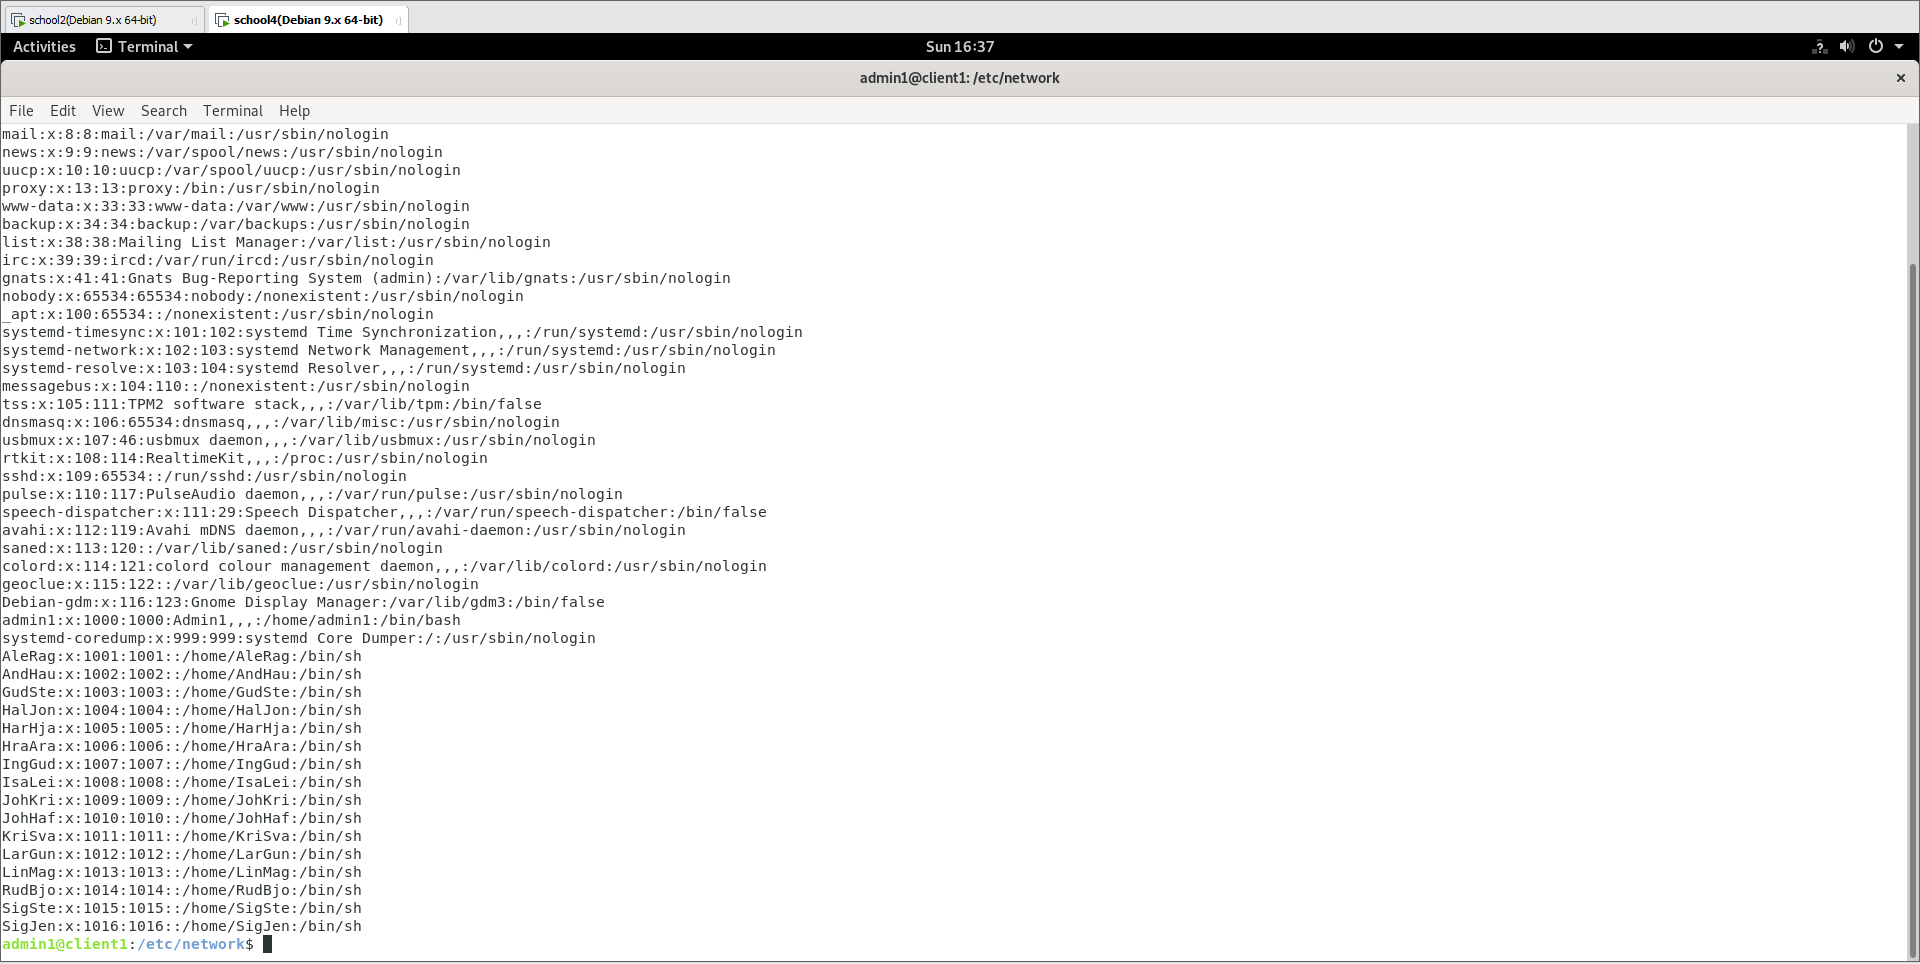 school2(Debian 9.x 64-bit)
school4(Debian 9.x 64-bit)
Activities Terminal Sun 16:37
admin1@client1: /etc/network
File Edit View Search Terminal Help
mail:x:8:8:mail:/var/mail:/usr/sbin/nologin
news:x:9:9:news:/var/spool/news:/usr/sbin/nologin
uucp:x:10:10:uucp:/var/spool/uucp:/usr/sbin/nologin
proxy:x:13:13:proxy:/bin:/usr/sbin/nologin
www-data:x:33:33:www-data:/var/www:/usr/sbin/nologin
backup:x:34:34:backup:/var/backups:/usr/sbin/nologin
list:x:38:38:Mailing List Manager:/var/list:/usr/sbin/nologin
irc:x:39:39:ircd:/var/run/ircd:/usr/sbin/nologin
gnats:x:41:41:Gnats Bug-Reporting System (admin):/var/lib/gnats:/usr/sbin/nologin
nobody:x:65534:65534:nobody:/nonexistent:/usr/sbin/nologin
_apt:x:100:65534::/nonexistent:/usr/sbin/nologin
systemd-timesync:x:101:102:systemd Time Synchronization,,,:/run/systemd:/usr/sbin/nologin
systemd-network:x:102:103:systemd Network Management,,,:/run/systemd:/usr/sbin/nologin
systemd-resolve:x:103:104:systemd Resolver,,,:/run/systemd:/usr/sbin/nologin
messagebus:x:104:110::/nonexistent:/usr/sbin/nologin
tss:x:105:111:TPM2 software stack,,,:/var/lib/tpm:/bin/false
dnsmasq:x:106:65534:dnsmasq,,,:/var/lib/misc:/usr/sbin/nologin
usbmux:x:107:46:usbmux daemon,,,:/var/lib/usbmux:/usr/sbin/nologin
rtkit:x:108:114:RealtimeKit,,,:/proc:/usr/sbin/nologin
sshd:x:109:65534::/run/sshd:/usr/sbin/nologin
pulse:x:110:117:PulseAudio daemon,,,:/var/run/pulse:/usr/sbin/nologin
speech-dispatcher:x:111:29:Speech Dispatcher,,,:/var/run/speech-dispatcher:/bin/false
avahi:x:112:119:Avahi mDNS daemon,,,:/var/run/avahi-daemon:/usr/sbin/nologin
saned:x:113:120::/var/lib/saned:/usr/sbin/nologin
colord:x:114:121:colord colour management daemon,,,:/var/lib/colord:/usr/sbin/nologin
geoclue:x:115:122::/var/lib/geoclue:/usr/sbin/nologin
Debian-gdm:x:116:123:Gnome Display Manager:/var/lib/gdm3:/bin/false
admin1:x:1000:1000:Admin1,,,:/home/admin1:/bin/bash
systemd-coredump:x:999:999:systemd Core Dumper:/:/usr/sbin/nologin
AleRag:x:1001:1001::/home/AleRag:/bin/sh
AndHau:x:1002:1002::/home/AndHau:/bin/sh
GudSte:x:1003:1003::/home/GudSte:/bin/sh
HalJon:x:1004:1004::/home/HalJon:/bin/sh
HarHja:x:1005:1005::/home/HarHja:/bin/sh
HraAra:x:1006:1006::/home/HraAra:/bin/sh
IngGud:x:1007:1007::/home/IngGud:/bin/sh
IsaLei:x:1008:1008::/home/IsaLei:/bin/sh
JohKri:x:1009:1009::/home/JohKri:/bin/sh
JohHaf:x:1010:1010::/home/JohHaf:/bin/sh
KriSva:x:1011:1011::/home/KriSva:/bin/sh
LarGun:x:1012:1012::/home/LarGun:/bin/sh
LinMag:x:1013:1013::/home/LinMag:/bin/sh
RudBjo:x:1014:1014::/home/RudBjo:/bin/sh
SigSte:x:1015:1015::/home/SigSte:/bin/sh
SigJen:x:1016:1016::/home/SigJen:/bin/sh
admin1@client1:/etc/network$